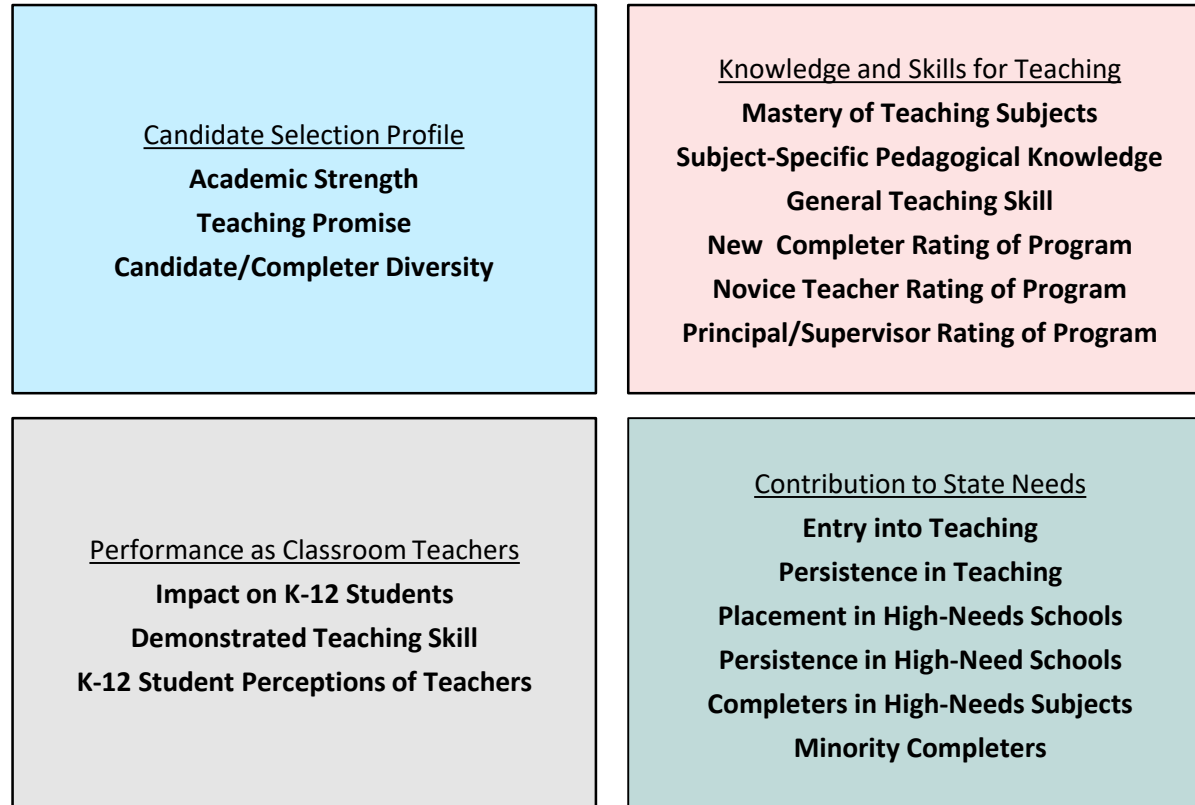 Candidate Selection Profile
Academic Strength
Teaching Promise
Candidate/Completer Diversity
Knowledge and Skills for Teaching
Mastery of Teaching Subjects
Subject-Specific Pedagogical Knowledge
General Teaching Skill
New  Completer Rating of Program
Novice Teacher Rating of Program
Principal/Supervisor Rating of Program
Performance as Classroom Teachers
Impact on K-12 Students
Demonstrated Teaching Skill
K-12 Student Perceptions of Teachers
Contribution to State Needs
Entry into Teaching
Persistence in Teaching
Placement in High-Needs Schools
Persistence in High-Need Schools
Completers in High-Needs Subjects
Minority Completers